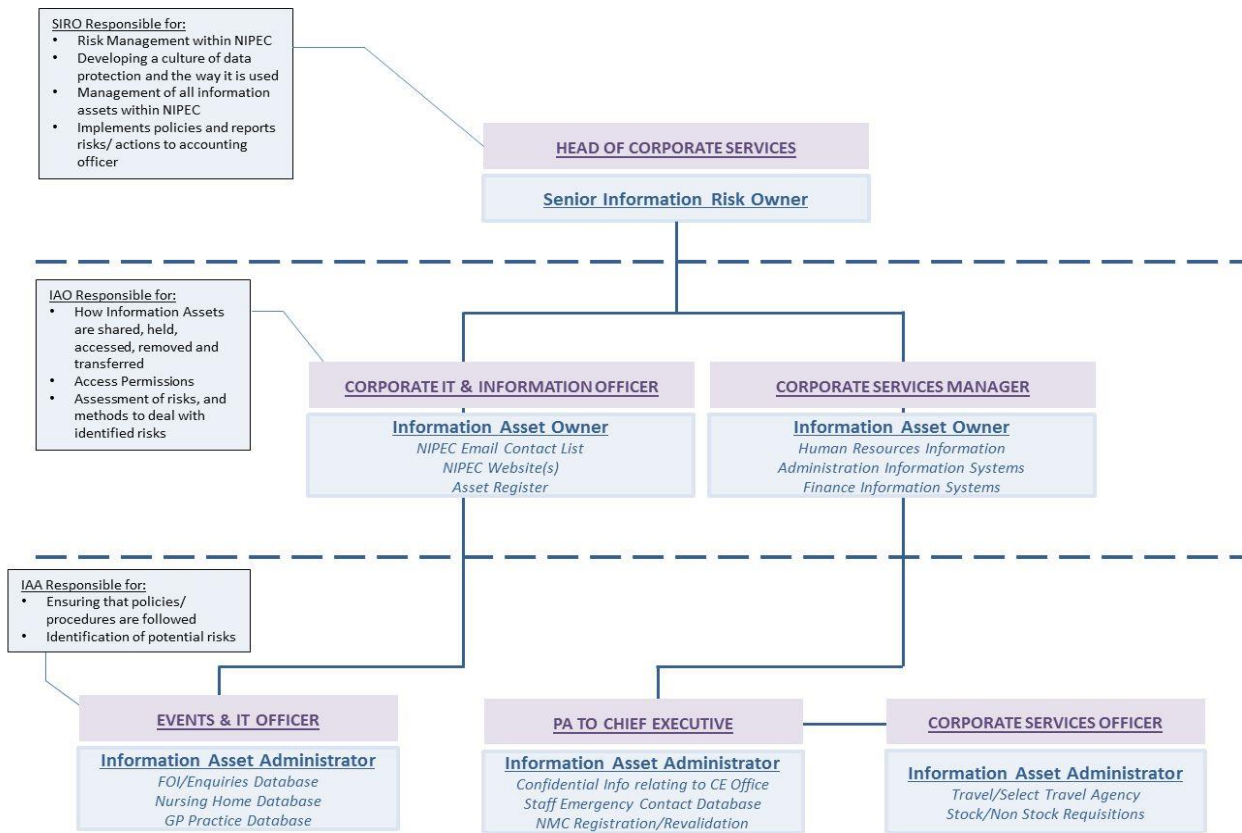 SIRO Responsible for:
• Risk Management within NIPEC
• Developing a culture of data
protection and the way it is used
• Management of all information
assets within NIPEC
• Implements policies and reports
risks/ actions to accounting
officer
HEAD OF CORPORATE SERVICES
Senior Information Risk Owner
IAO Responsible for:
• How Information Assets
are shared, held,
accessed, removed and
transferred
• Access Permissions
• Assessment of risks, and
methods to deal with
identified risks
CORPORATE IT & INFORMATION OFFICER
Information Asset Owner
NIPEC Email Contact List
NIPEC Website(s)
Asset Register
CORPORATE SERVICES MANAGER
Information Asset Owner
Human Resources Information
Administration Information Systems
Finance Information Systems
IAA Responsible for:
• Ensuring that policies/
procedures are followed
• Identification of potential risks
EVENTS & IT OFFICER
Information Asset Administrator
FOI/Enquiries Database
Nursing Home Database
GP Practice Database
PA TO CHIEF EXECUTIVE
Information Asset Administrator
Confidential Info relating to CE Office
Staff Emergency Contact Database
NMC Registration/Revalidation
CORPORATE SERVICES OFFICER
Information Asset Administrator
Travel/Select Travel Agency
Stock/Non Stock Requisitions